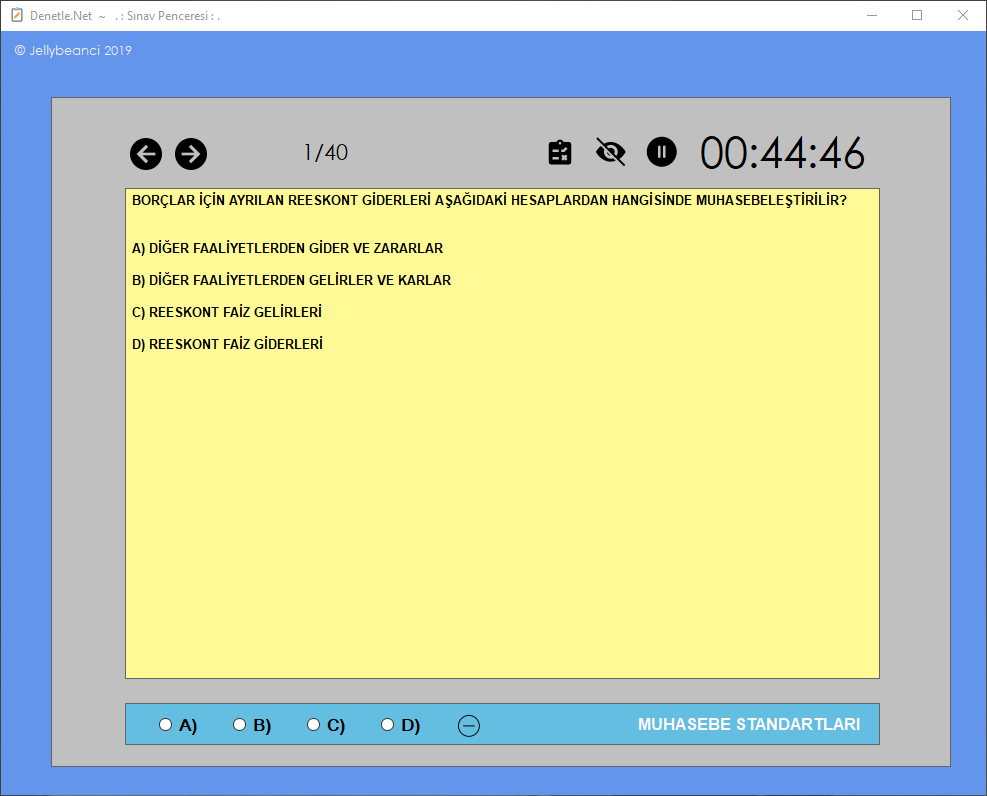 Denetle.Net ~ . : Sınav Penceresi : .
© Jellybeanci 2019
1/40
00:44:46
BORÇLAR İÇİN AYRILAN REESKONT GİDERLERİ AŞAĞIDAKİ HESAPLARDAN HANGİSİNDE MUHASEBELEŞTİRİLİR?
A) DİĞER FAALİYETLERDEN GİDER VE ZARARLAR
B) DİĞER FAALİYETLERDEN GELİRLER VE KARLAR
C) REESKONT FAİZ GELİRLERİ
D) REESKONT FAİZ GİDERLERİ
A) B) C) D) MUHASEBE STANDARTLARI